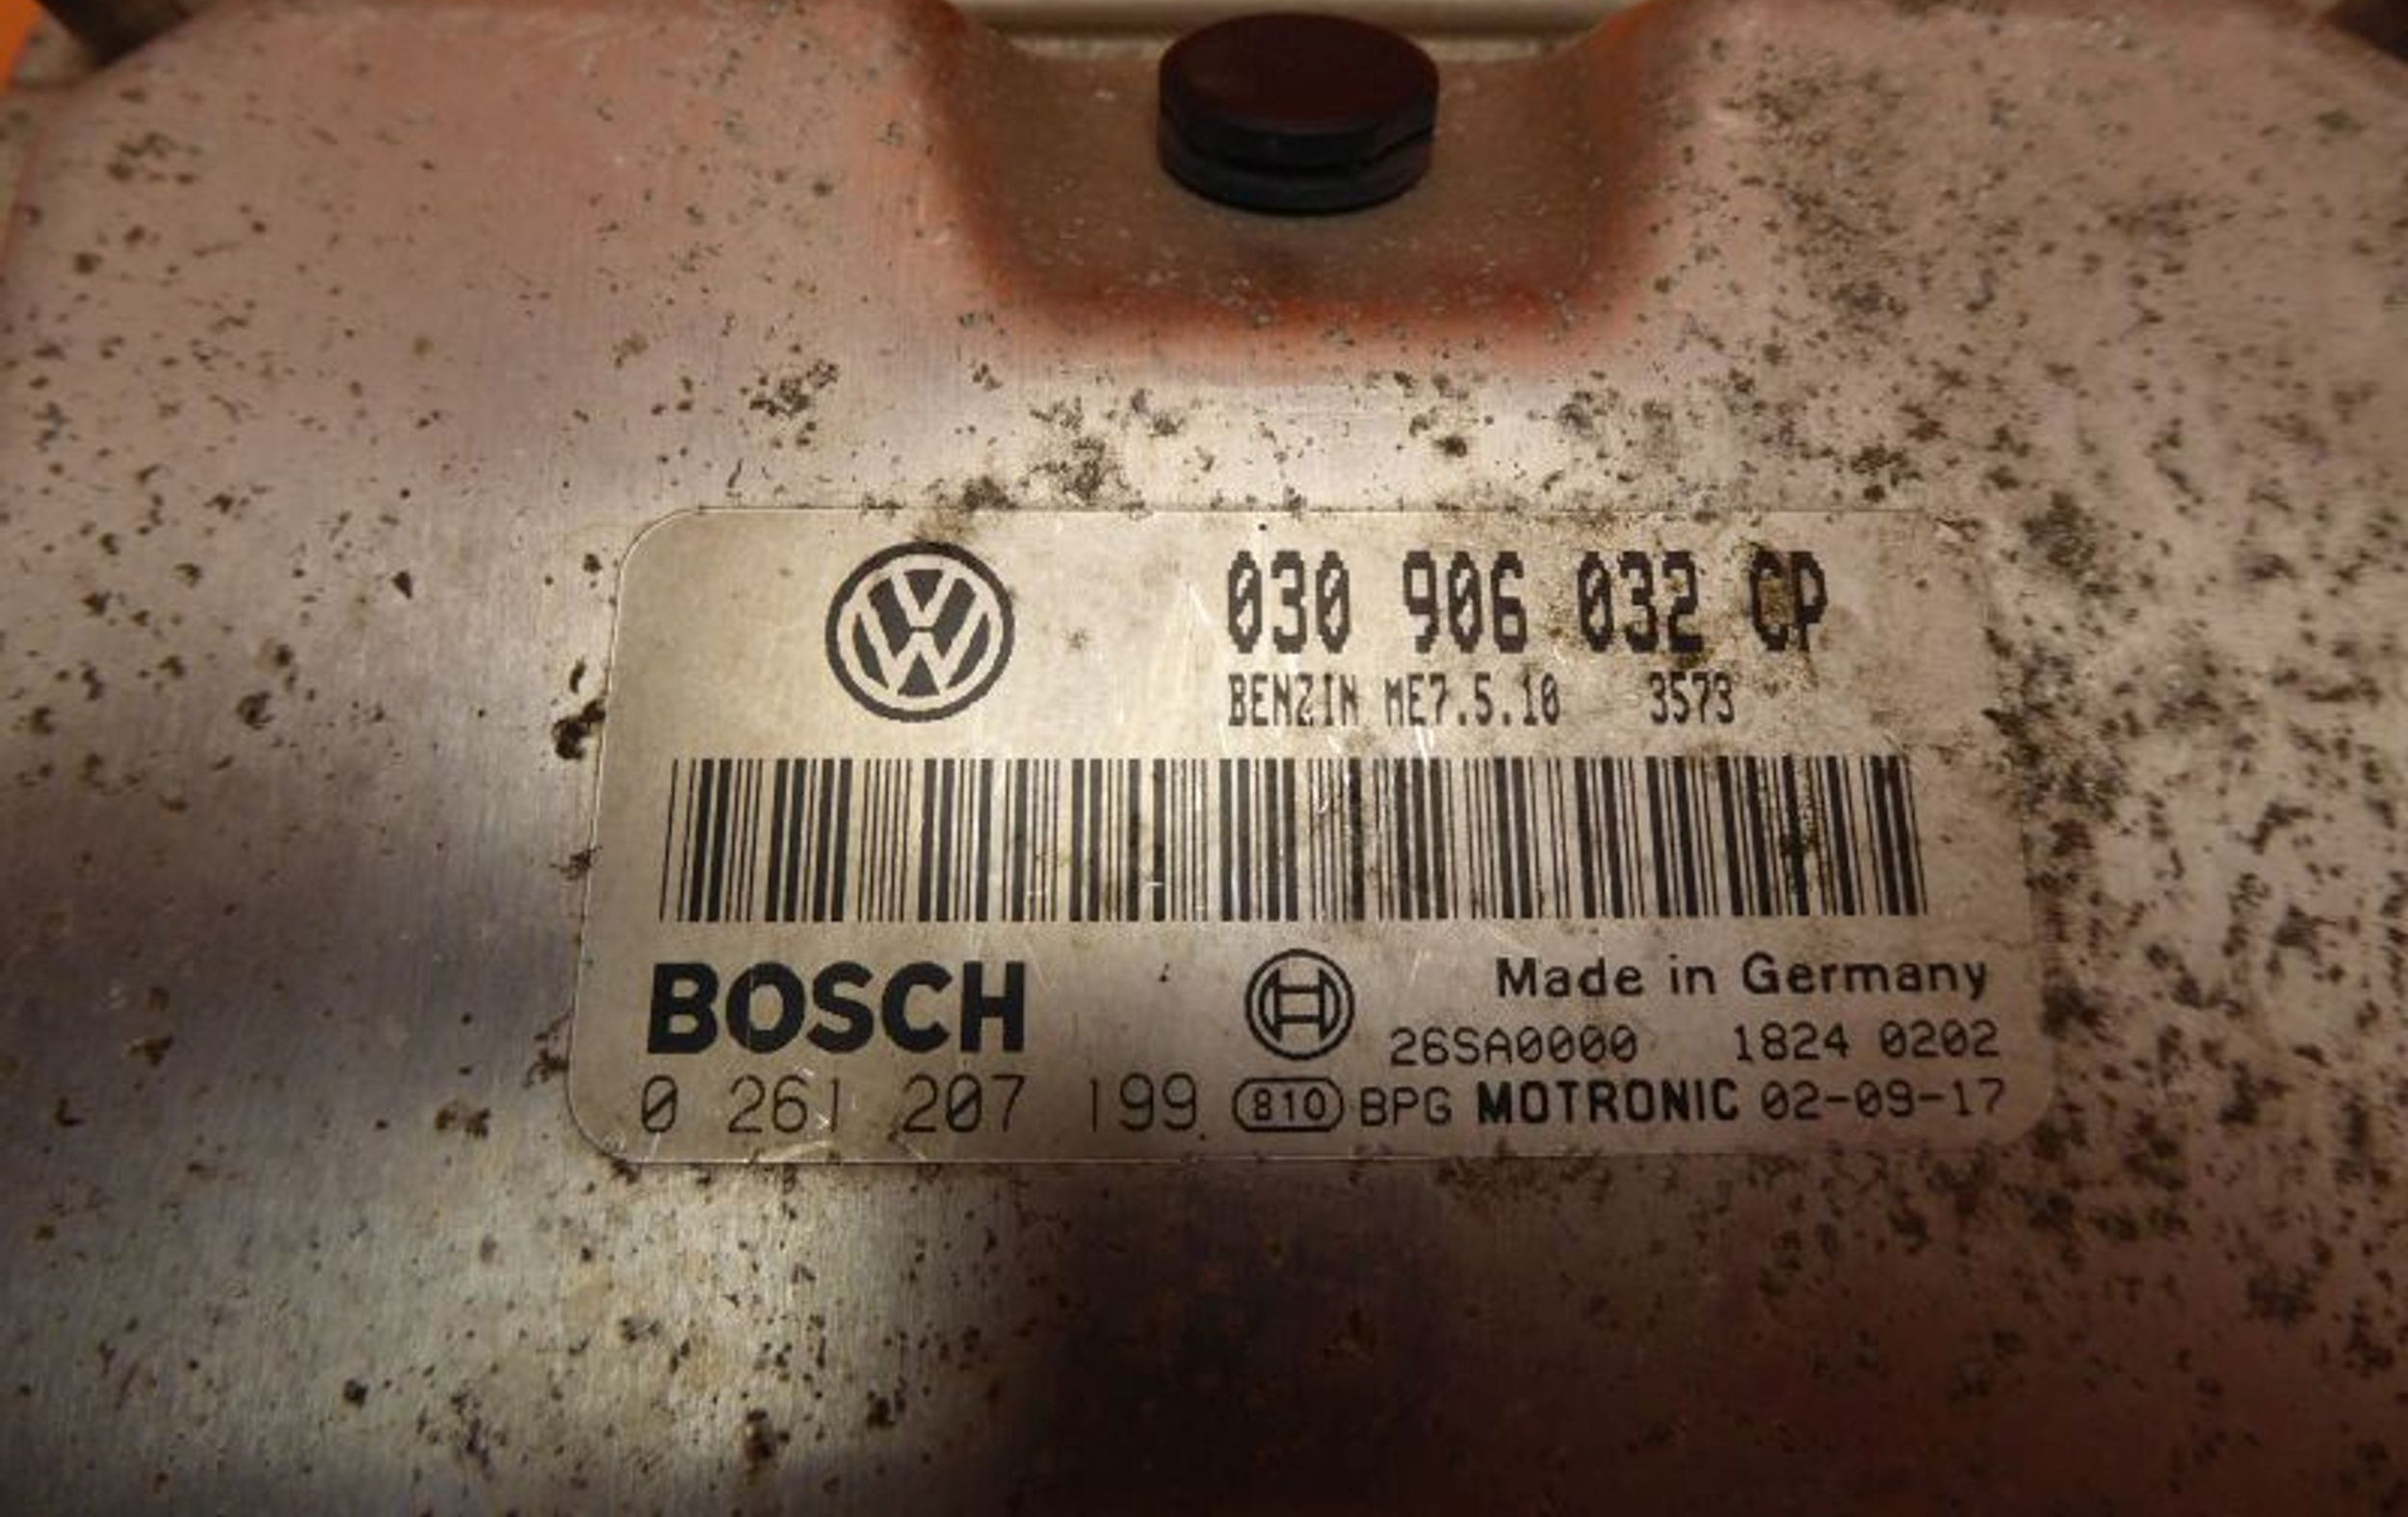 030 906 032 CP
BENZIN ME7.5.10 3573
BOSCH
Made in Germany
26SA0000 1824 0202
0 261 207 199 810 BPG MOTRONIC 02-09-17